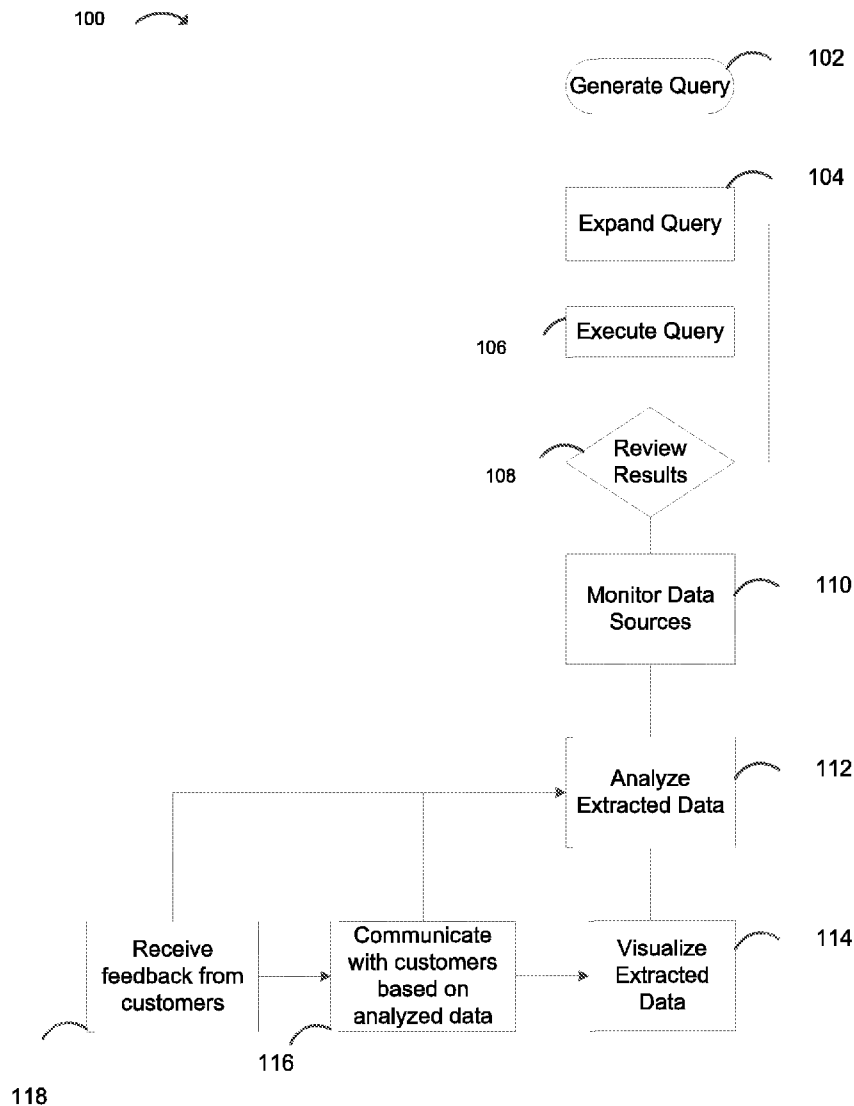 100
102
Generate Query
104
Expand Query
Execute Query
106
Review
Results
108
Monitor Data
Sources
110
Analyze
Extracted Data
112
Receive
feedback from
customers
Communicate
with customers
based on
analyzed data
Visualize
Extracted
Data
114
116
118